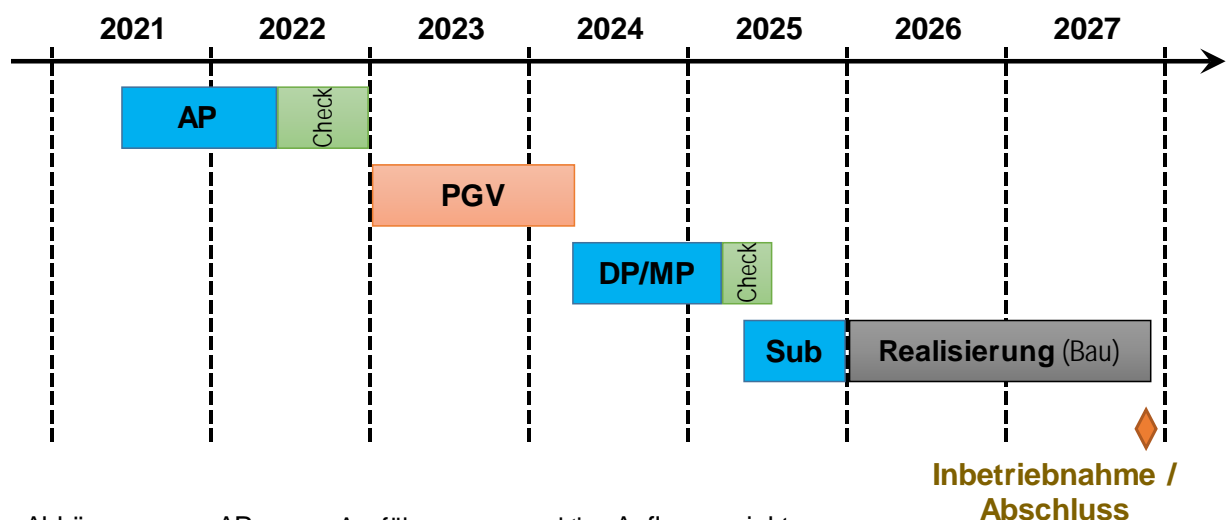 2021 2022 2023 2024 2025 2026 2027
AP Check
PGV
DP/MP Check
Sub Realisierung (Bau)
Inbetriebnahme /
Abschluss